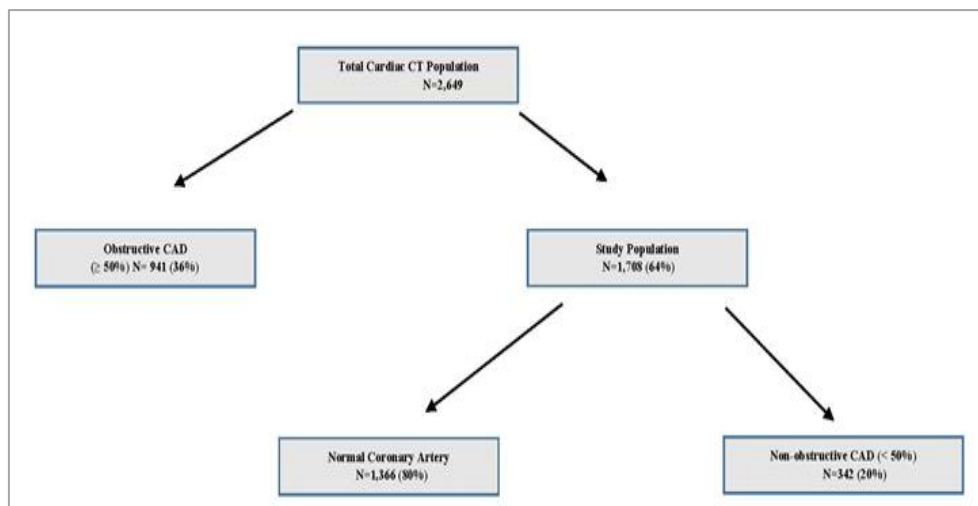 Total Cardiac CT Population
N=2,649
Obstructive CAD
(≥ 50%) N= 941 (36%)
Study Population
N=1,708 (64%)
Normal Coronary Artery
N=1,366 (80%)
Non-obstructive CAD (< 50%)
N=342 (20%)